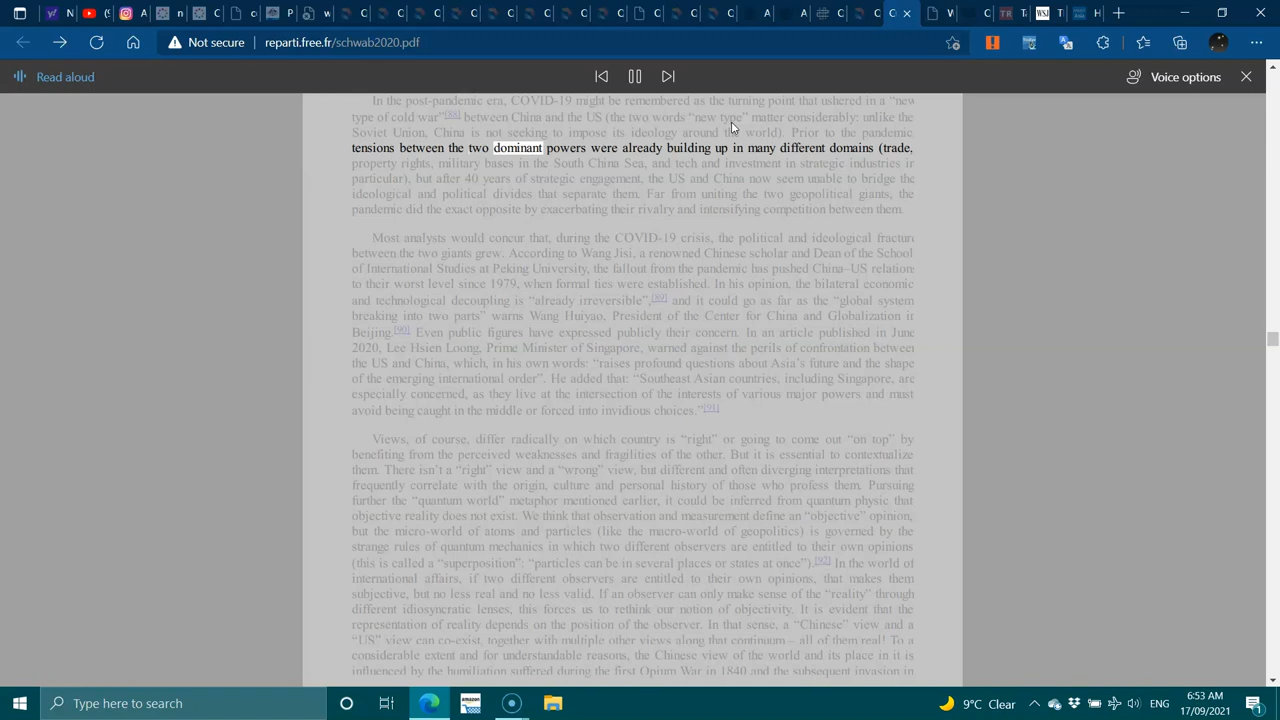 Not secure
reparti.free.fr/schwab2020.pdf
Read aloud
Voice options
In the post-pandemic era, COVID-19 might be remembered as the turning point that ushered in a “new
type of cold war”[88] between China and the US (the two words “new type” matter considerably: unlike the
Soviet Union, China is not seeking to impose its ideology around the world). Prior to the pandemic,
tensions between the two dominant powers were already building up in many different domains (trade,
property rights, military bases in the South China Sea, and tech and investment in strategic industries in
particular), but after 40 years of strategic engagement, the US and China now seem unable to bridge the
ideological and political divides that separate them. Far from uniting the two geopolitical giants, the
pandemic did the exact opposite by exacerbating their rivalry and intensifying competition between them.
Most analysts would concur that, during the COVID-19 crisis, the political and ideological fracture
between the two giants grew. According to Wang Jisi, a renowned Chinese scholar and Dean of the School
of International Studies at Peking University, the fallout from the pandemic has pushed China–US relations
to their worst level since 1979, when formal ties were established. In his opinion, the bilateral economic
and technological decoupling is “already irreversible”,[89] and it could go as far as the “global system
breaking into two parts” warns Wang Huiyao, President of the Center for China and Globalization in
Beijing.[90] Even public figures have expressed publicly their concern. In an article published in June
2020, Lee Hsien Loong, Prime Minister of Singapore, warned against the perils of confrontation between
the US and China, which, in his own words: “raises profound questions about Asia’s future and the shape
of the emerging international order”. He added that: “Southeast Asian countries, including Singapore, are
especially concerned, as they live at the intersection of the interests of various major powers and must
avoid being caught in the middle or forced into invidious choices.”[91]
Views, of course, differ radically on which country is “right” or going to come out “on top” by
benefiting from the perceived weaknesses and fragilities of the other. But it is essential to contextualize
them. There isn’t a “right” view and a “wrong” view, but different and often diverging interpretations that
frequently correlate with the origin, culture and personal history of those who profess them. Pursuing
further the “quantum world” metaphor mentioned earlier, it could be inferred from quantum physic that
objective reality does not exist. We think that observation and measurement define an “objective” opinion,
but the micro-world of atoms and particles (like the macro-world of geopolitics) is governed by the
strange rules of quantum mechanics in which two different observers are entitled to their own opinions
(this is called a “superposition”: “particles can be in several places or states at once”).[92] In the world of
international affairs, if two different observers are entitled to their own opinions, that makes them
subjective, but no less real and no less valid. If an observer can only make sense of the “reality” through
different idiosyncratic lenses, this forces us to rethink our notion of objectivity. It is evident that the
representation of reality depends on the position of the observer. In that sense, a “Chinese” view and a
“US” view can co-exist, together with multiple other views along that continuum – all of them real! To a
considerable extent and for understandable reasons, the Chinese view of the world and its place in it is
influenced by the humiliation suffered during the first Opium War in 1840 and the subsequent invasion in
Type here to search
amazon
9°C Clear
ENG
6:53 AM
17/09/2021